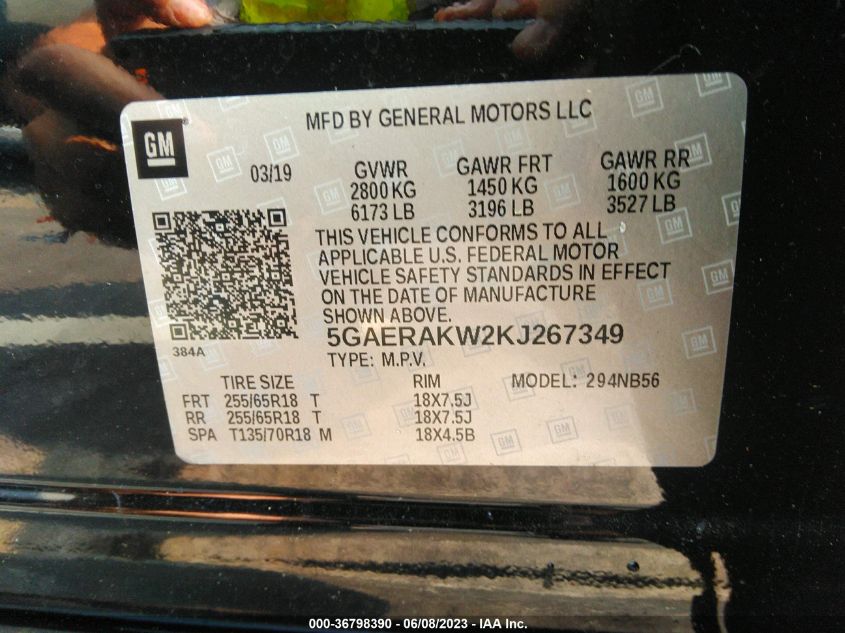 MFD BY GENERAL MOTORS LLC
GM
03/19
GVWR GAWR FRT GAWR RR
2800 KG 1450 KG 1600 KG
6173 LB 3196 LB 3527 LB
THIS VEHICLE CONFORMS TO ALL
APPLICABLE U.S. FEDERAL MOTOR
VEHICLE SAFETY STANDARDS IN EFFECT
ON THE DATE OF MANUFACTURE
SHOWN ABOVE.
384A
5GAERAKW2KJ267349
TYPE: M.P.V.
TIRE SIZE RIM MODEL: 294NB56
FRT 255/65R18 T 18X7.5J
RR 255/65R18 T 18X7.5J
SPA T135/70R18 M 18X4.5B
000-36798390 - 06/08/2023 - IAA Inc.